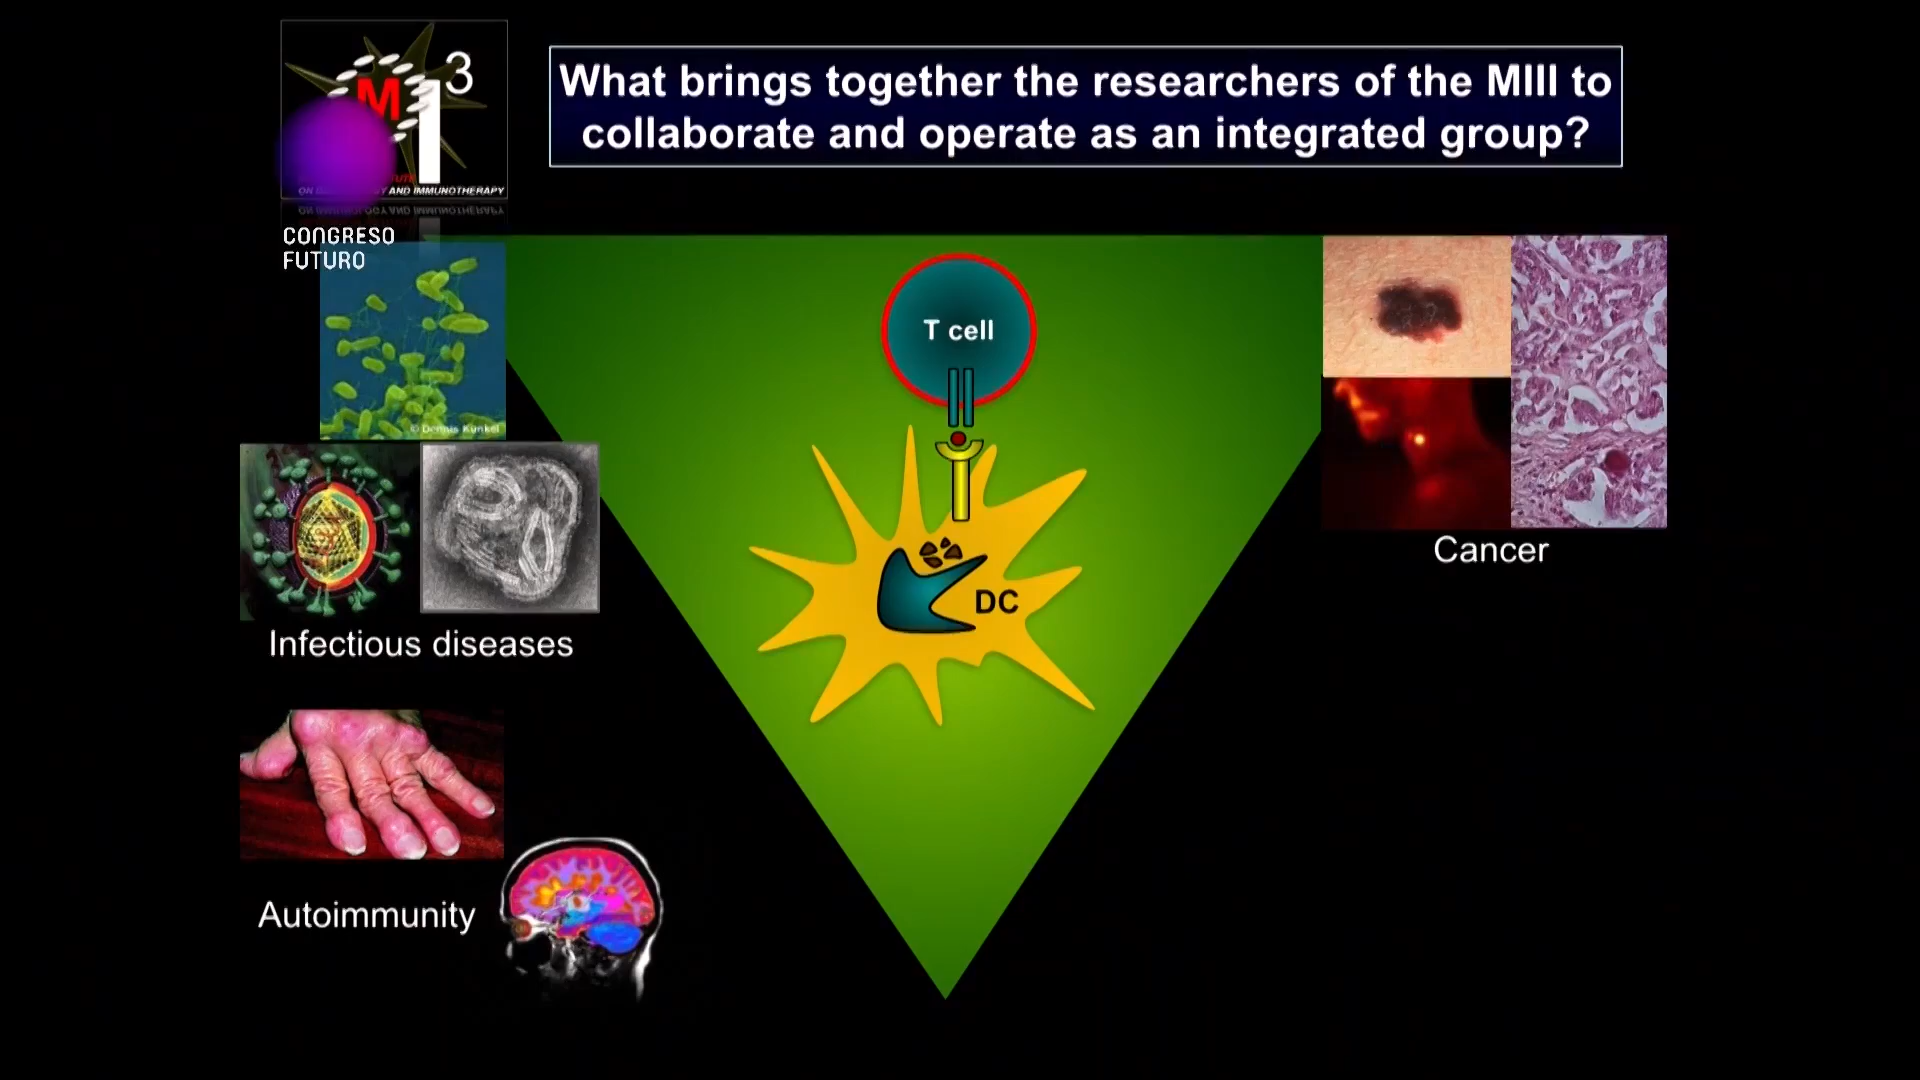 M
3
I
What brings together the researchers of the MIII to
collaborate and operate as an integrated group?
AND IMMUNOTHERAPY
CONGRESO
FUTURO
T cell
© Dennis Kunkel
DC
Cancer
Infectious diseases
Autoimmunity